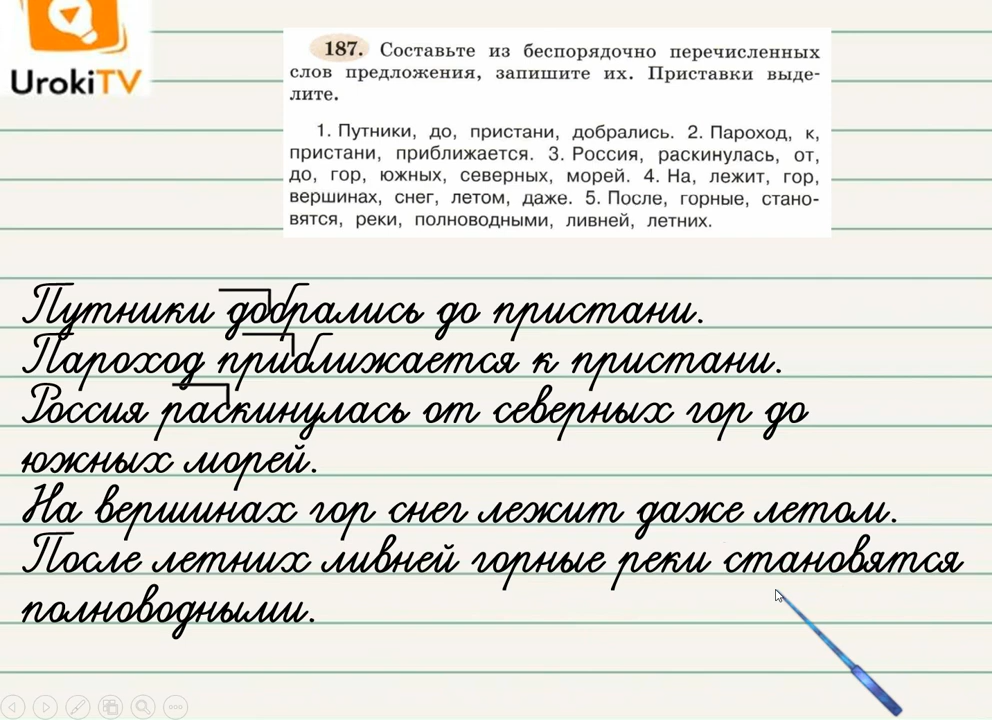 UrokiTV
187. Составьте из беспорядочно перечисленных
слов предложения, запишите их. Приставки выде-
лите.
1. Путники, до, пристани, добрались. 2. Пароход, к,
пристани, приближается. 3. Россия, раскинулась, от,
до, гор, южных, северных, морей. 4. На, лежит, гор,
вершинах, снег, летом, даже. 5. После, горные, стано-
вятся, реки, полноводными, ливней, летних.
Путники добрались до пристани.
Пароход приближается к пристани.
Россия раскинулась от северных гор до
южных морей.
На вершинах гор снег лежит даже летом.
После летних ливней горные реки становятся
полноводными.